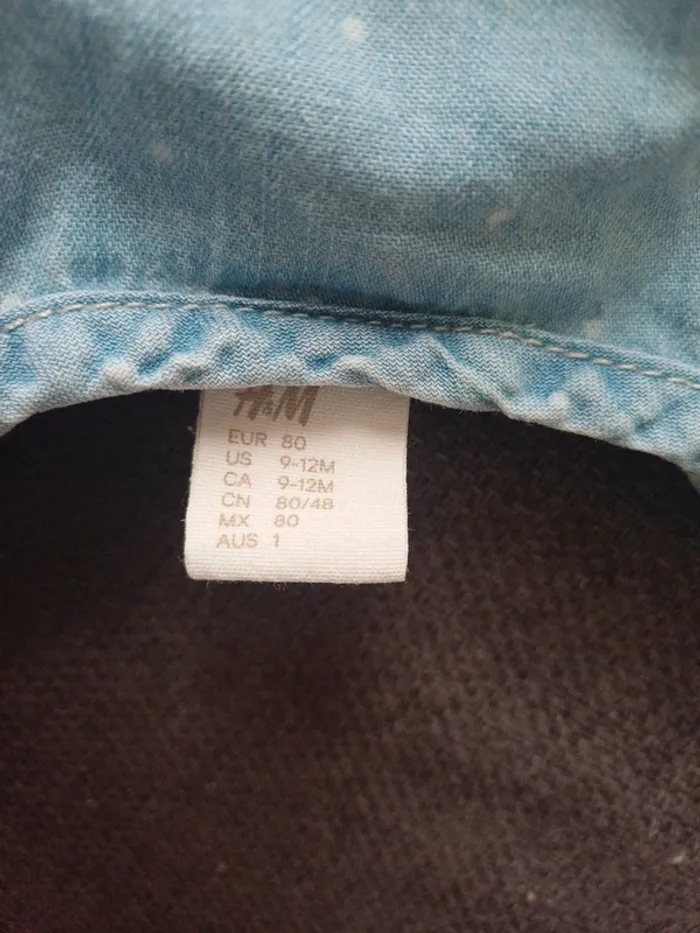 H&M
EUR 80
US 9-12M
CA 9-12M
CN 80/48
MX 80
AUS 1